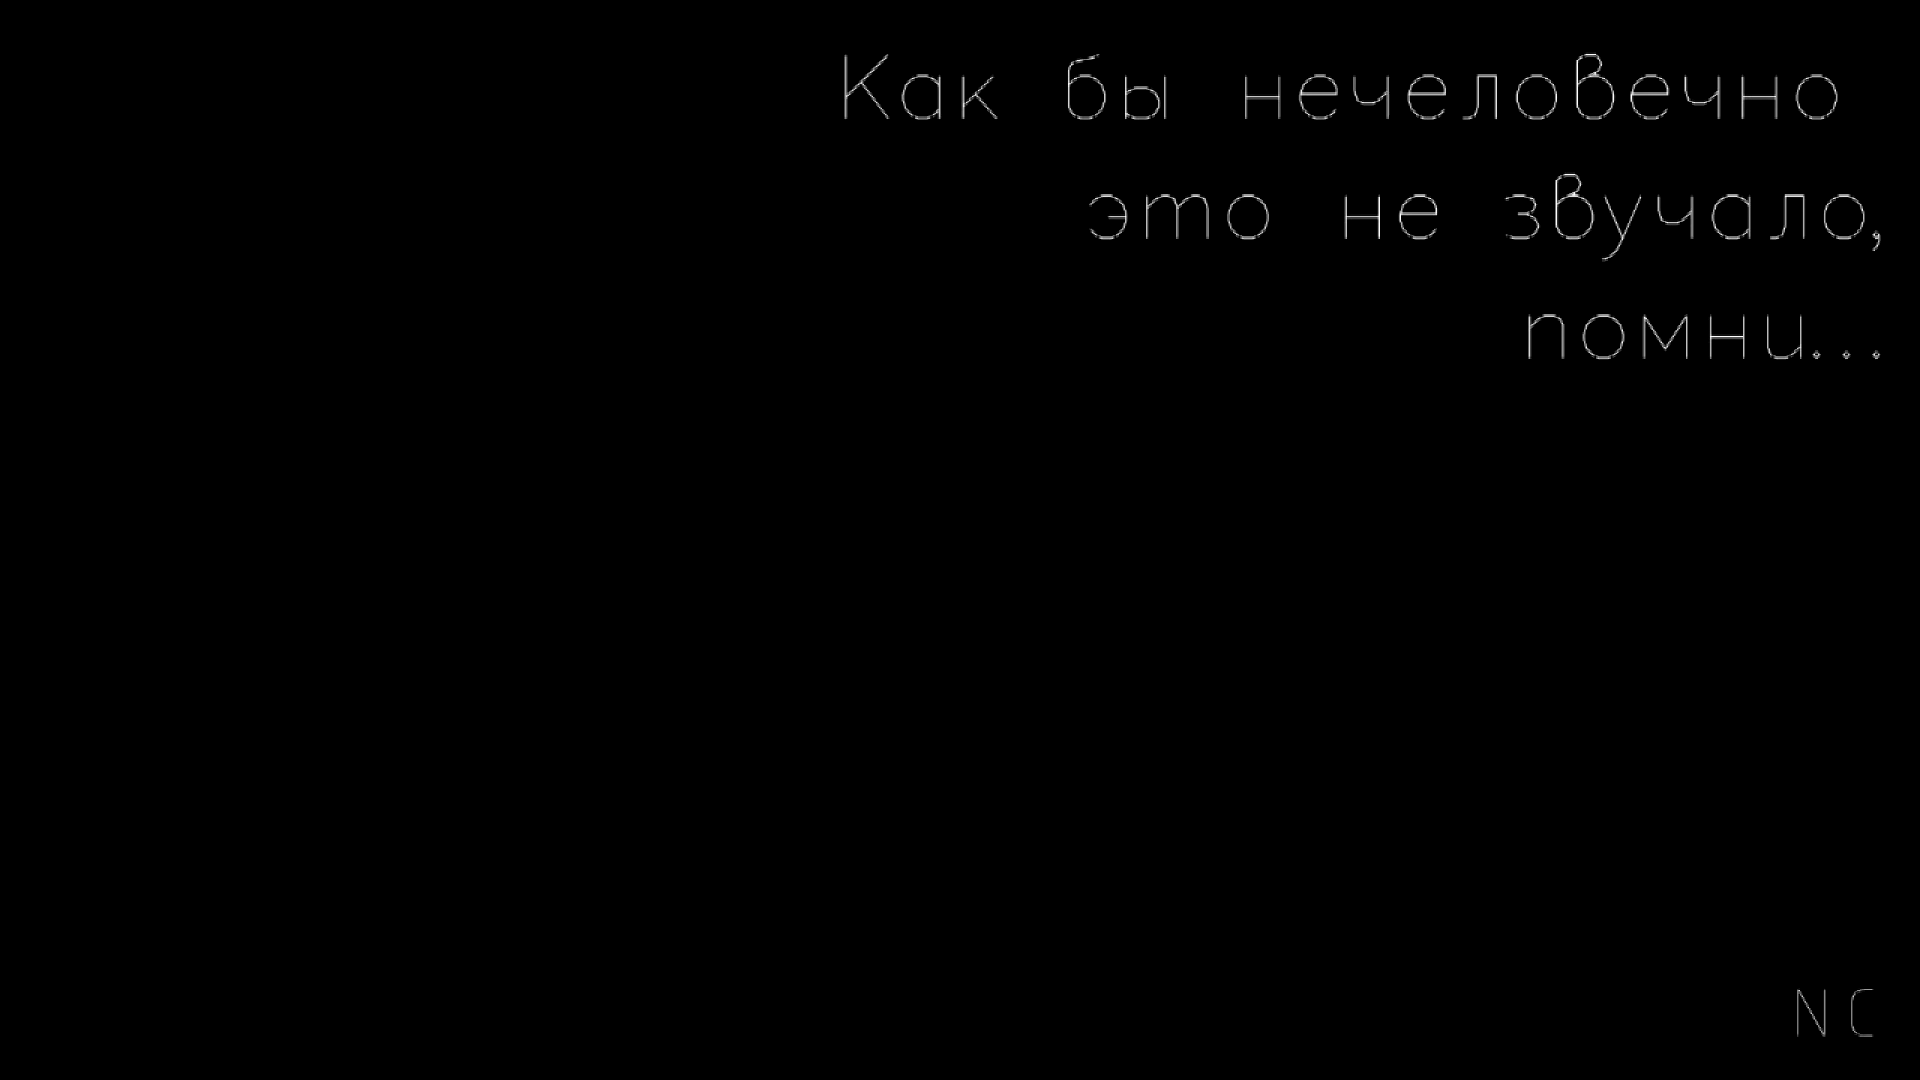 Как бы нечеловечно
это не звучало,
помни...
NC